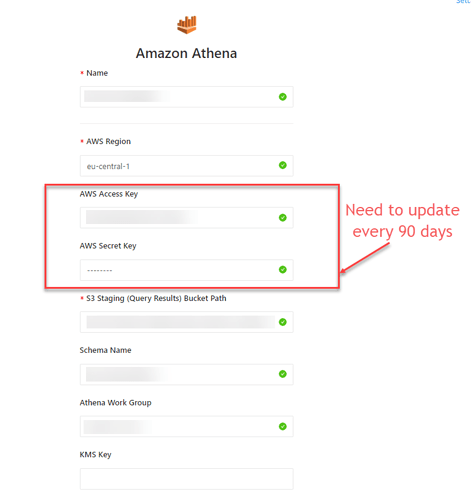 Amazon Athena
* Name
* AWS Region
eu-central-1
AWS Access Key
AWS Secret Key
--------
Need to update
every 90 days
* S3 Staging (Query Results) Bucket Path
Schema Name
Athena Work Group
KMS Key